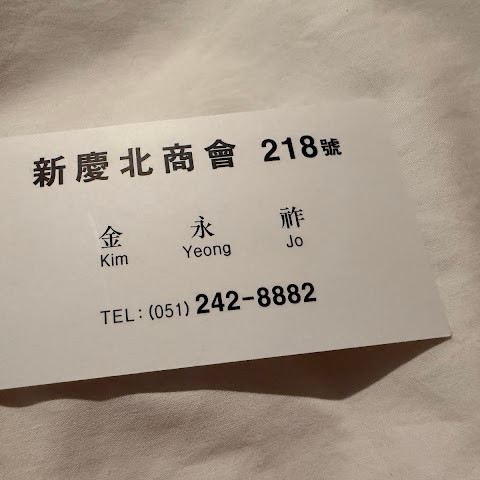 新慶北商會 218號
金 永 祚
Kim Yeong Jo
TEL: (051) 242-8882